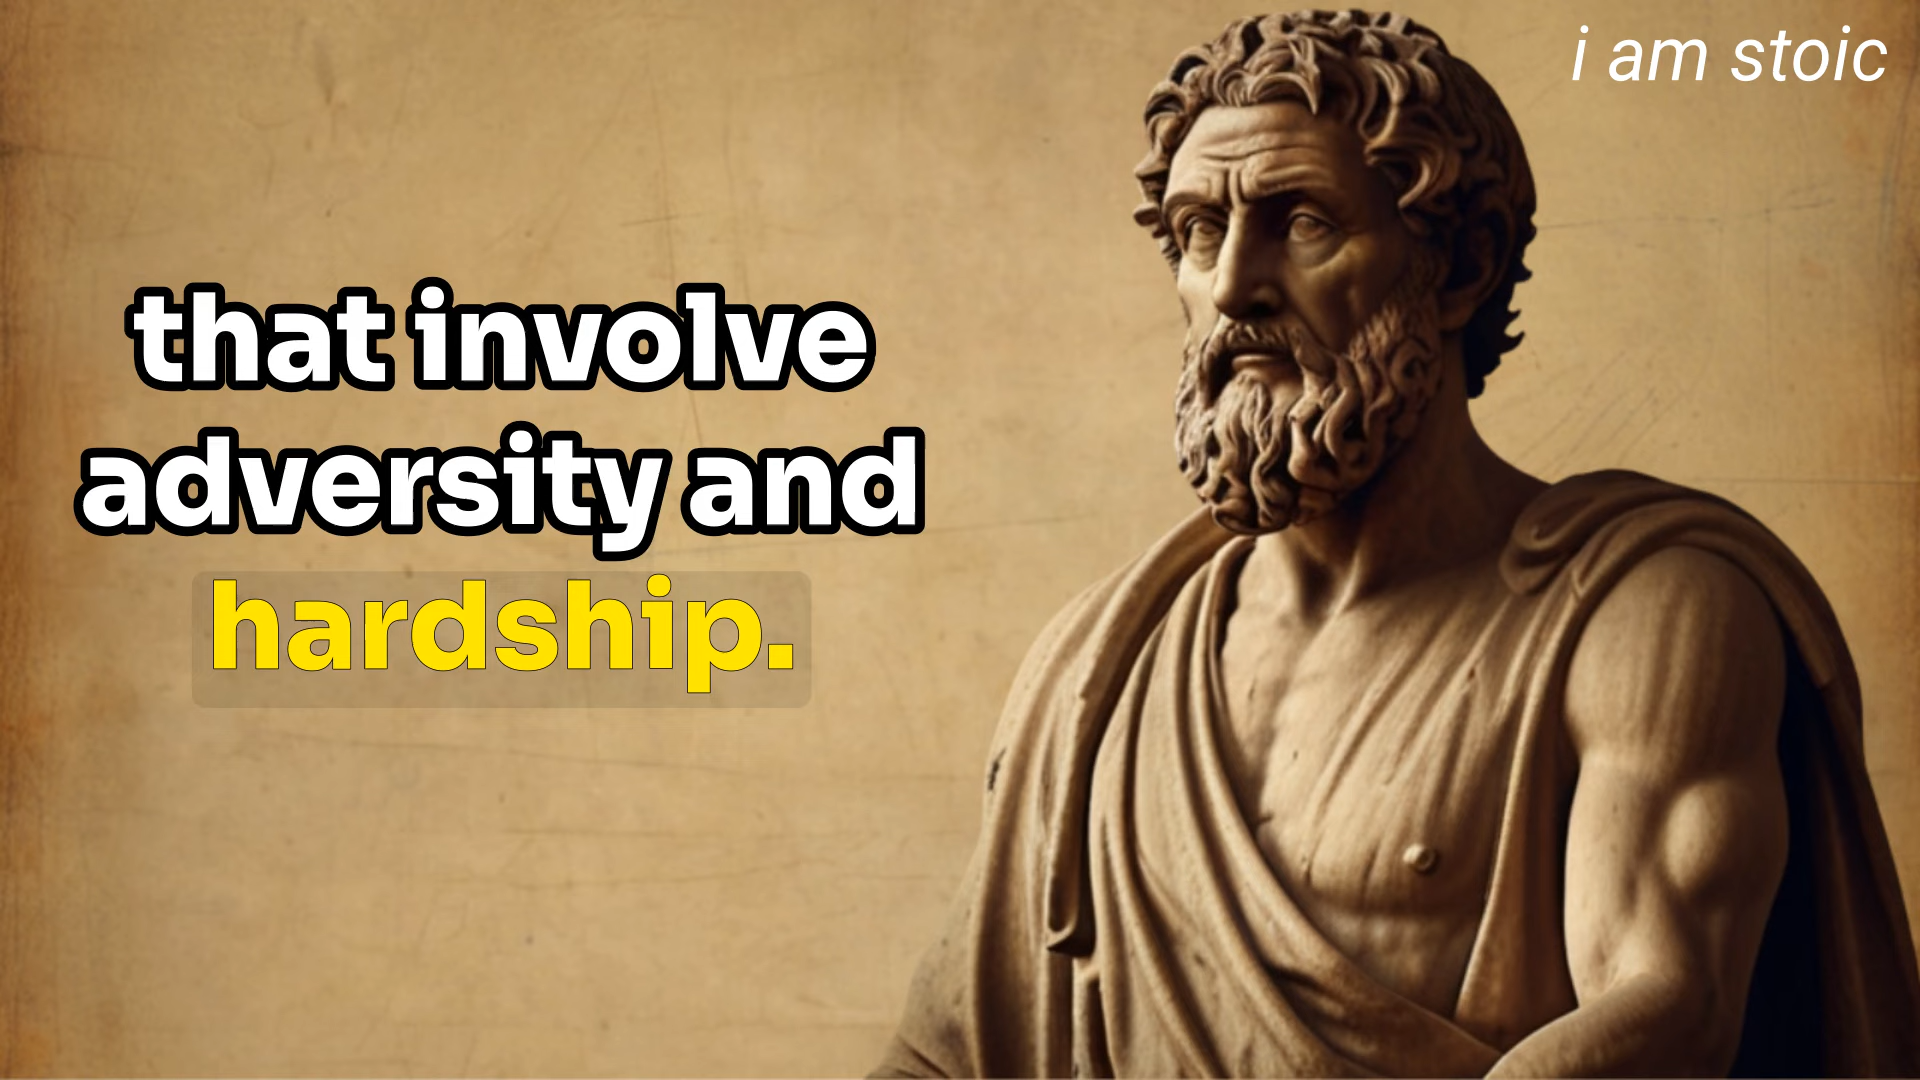 i am stoic
that involve
adversity and
hardship.